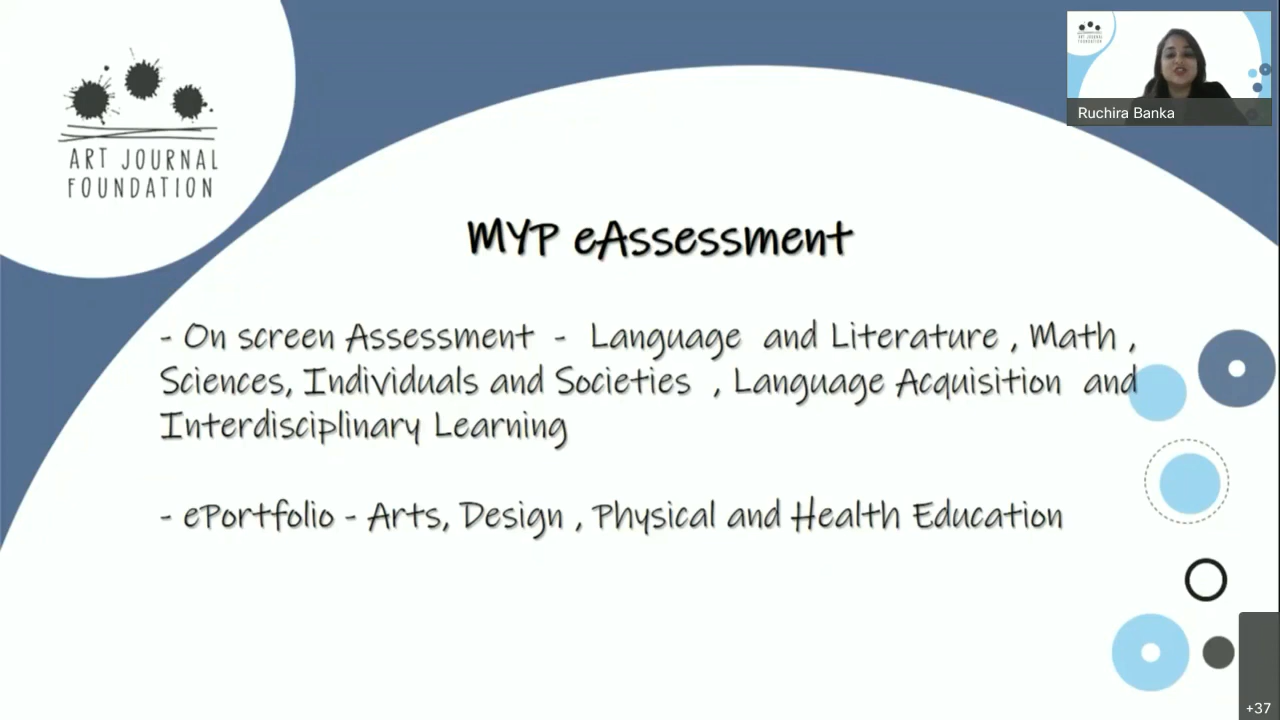 ART JOURNAL
FOUNDATION
Ruchira Banka
MYP eAssessment
- On screen Assessment - Language and Literature , Math ,
Sciences, Individuals and Societies , Language Acquisition and
Interdisciplinary Learning
- ePortfolio - Arts, Design , Physical and Health Education
+37